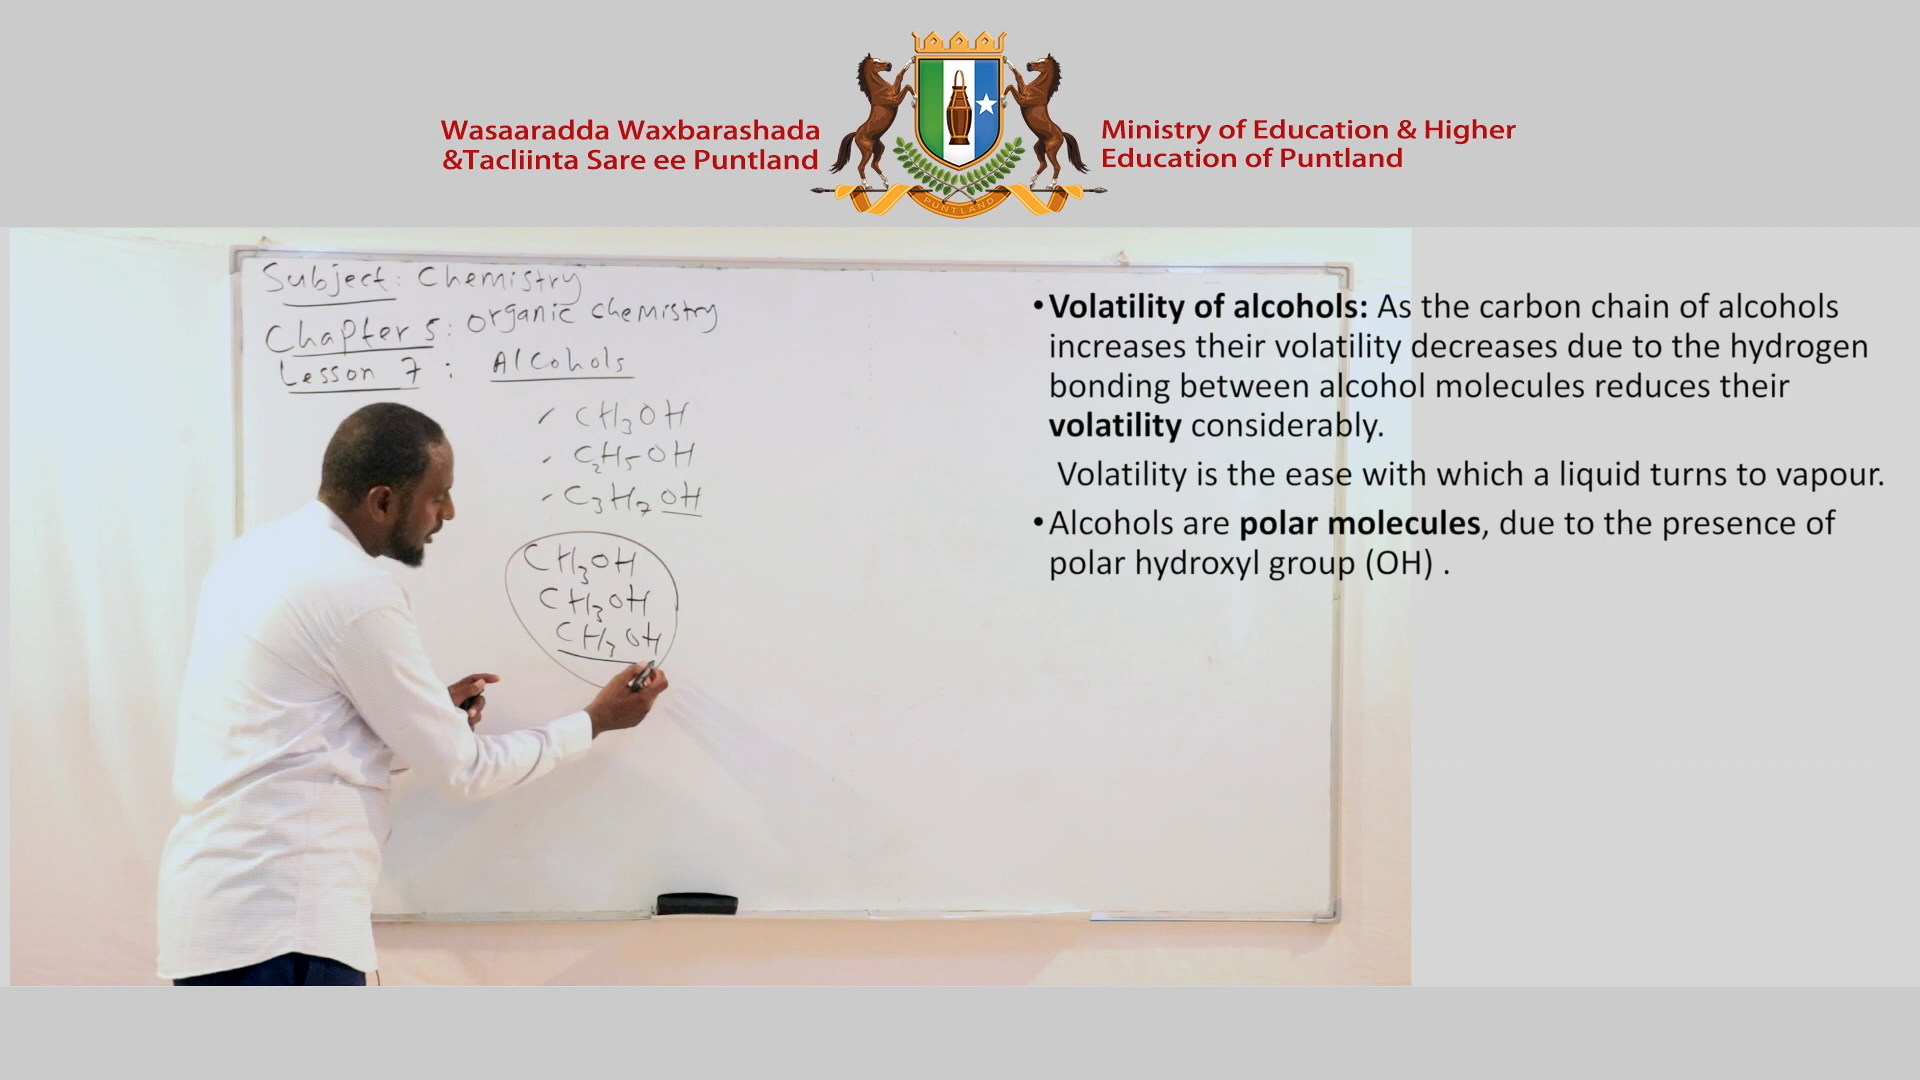 Wasaaradda Waxbarashada
&Tacliinta Sare ee Puntland
PUNTLAND
Ministry of Education & Higher
Education of Puntland
Subject: Chemistry
Chapter 5: organic chemistry
Lesson 7: Alcohols
CH₃OH
C₂H₅OH
C₃H₇OH
CH₃OH
CH₃OH
CH₃OH
•Volatility of alcohols: As the carbon chain of alcohols
increases their volatility decreases due to the hydrogen
bonding between alcohol molecules reduces their
volatility considerably.
Volatility is the ease with which a liquid turns to vapour.
•Alcohols are polar molecules, due to the presence of
polar hydroxyl group (OH) .